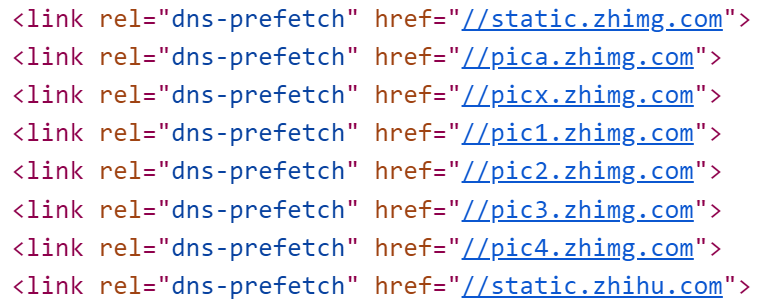 <link rel="dns-prefetch" href="//static.zhimg.com">
<link rel="dns-prefetch" href="//pica.zhimg.com">
<link rel="dns-prefetch" href="//picx.zhimg.com">
<link rel="dns-prefetch" href="//pic1.zhimg.com">
<link rel="dns-prefetch" href="//pic2.zhimg.com">
<link rel="dns-prefetch" href="//pic3.zhimg.com">
<link rel="dns-prefetch" href="//pic4.zhimg.com">
<link rel="dns-prefetch" href="//static.zhihu.com">